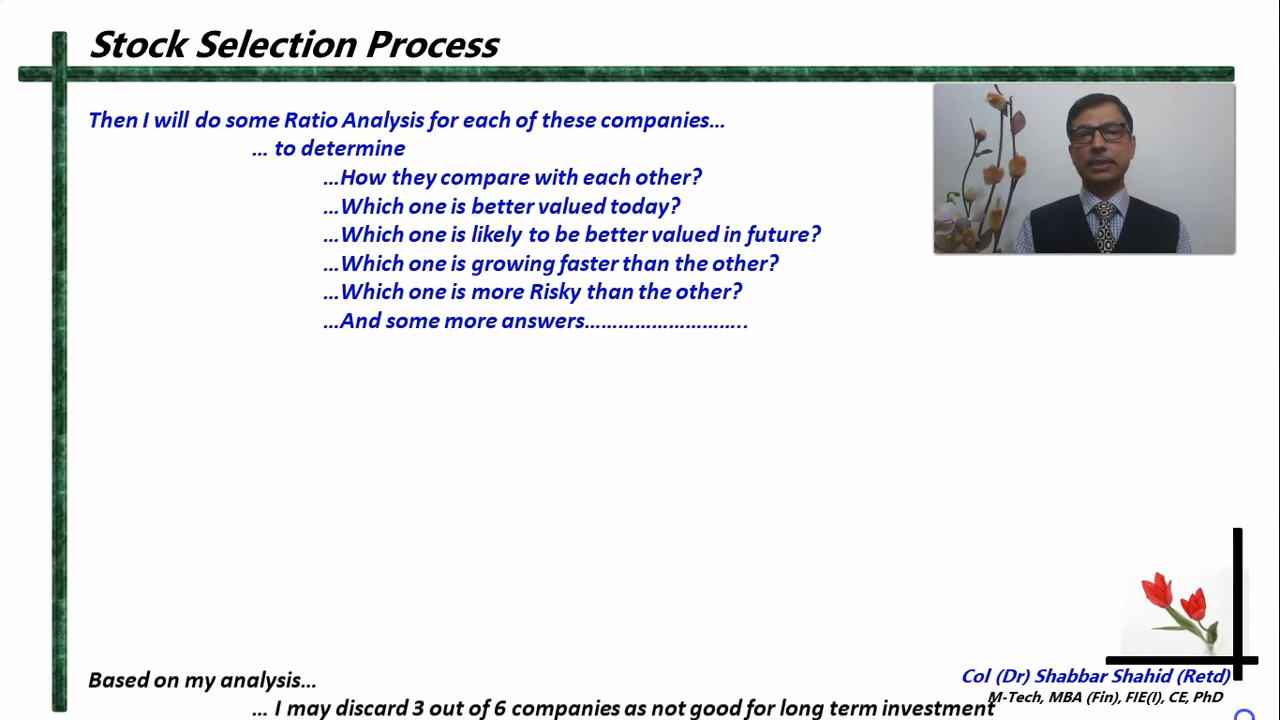 Stock Selection Process
Then I will do some Ratio Analysis for each of these companies...
... to determine
...How they compare with each other?
...Which one is better valued today?
...Which one is likely to be better valued in future?
...Which one is growing faster than the other?
...Which one is more Risky than the other?
...And some more answers...............................
Based on my analysis...
... I may discard 3 out of 6 companies as not good for long term investment
Col (Dr) Shabbar Shahid (Retd)
M-Tech, MBA (Fin), FIE(I), CE, PhD